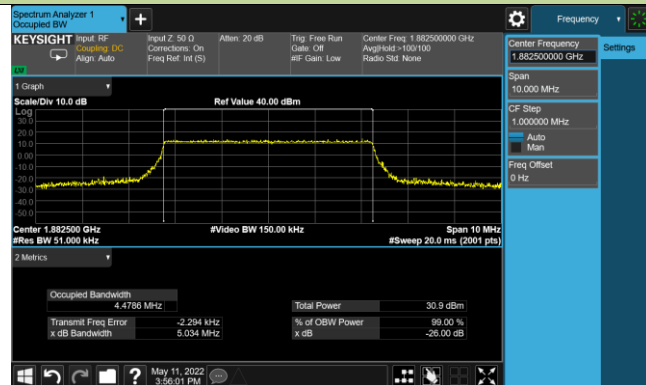 Spectrum Analyzer 1
Occupied BW
Frequency
KEYSIGHT
Input: RF
Coupling: DC
Align: Auto
Input Z: 50 Ω
Corrections: On
Freq Ref: Int (S)
Atten: 20 dB
Trig: Free Run
Gate: Off
#IF Gain: Low
Center Freq: 1.882500000 GHz
Avg|Hold:>100/100
Radio Std: None
Center Frequency
1.882500000 GHz
Settings
Span
10.000 MHz
CF Step
1.000000 MHz
Auto
Man
Freq Offset
0 Hz
1 Graph
Scale/Div 10.0 dB
Ref Value 40.00 dBm
Log
30.0
20.0
10.0
0.00
-10.0
-20.0
-30.0
-40.0
-50.0
Center 1.882500 GHz
#Video BW 150.00 kHz
Span 10 MHz
#Res BW 51.000 kHz
#Sweep 20.0 ms (2001 pts)
2 Metrics
Occupied Bandwidth
4.4786 MHz
Total Power
30.9 dBm
Transmit Freq Error
-2.294 kHz
% of OBW Power
99.00 %
x dB Bandwidth
5.034 MHz
x dB
-26.00 dB
?
May 11, 2022
3:56:01 PM